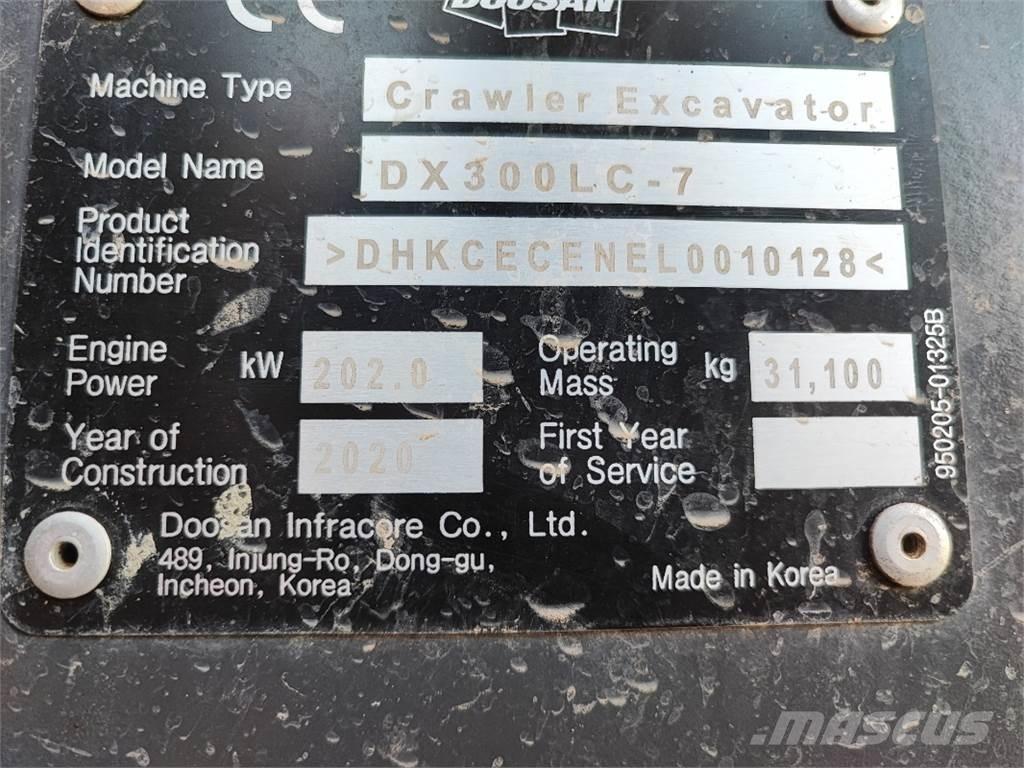 CE DOOSAN
Machine Type Crawler Excavator
Model Name DX300LC-7
Product
Identification
Number >DHKCECENEL0010128<
Engine
Power kW 202.0 Operating
Mass kg 31,100
Year of
Construction 2020 First Year
of Service
950205-01325B
Doosan Infracore Co., Ltd.
489, Injung-Ro, Dong-gu,
Incheon, Korea
Made in Korea
MASCUS